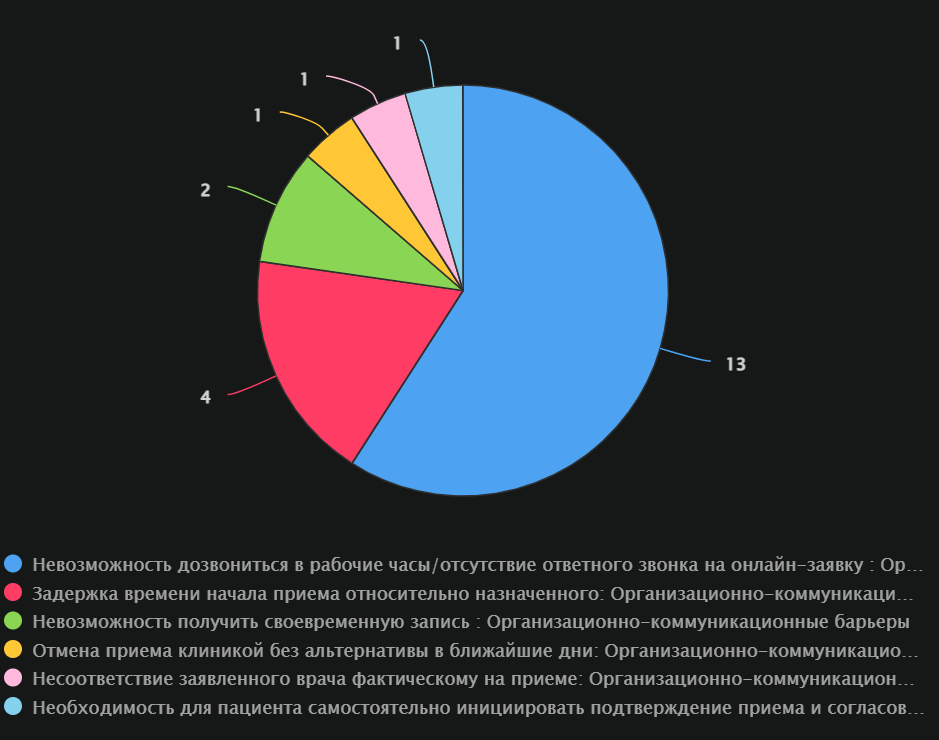 1
1
1
2
13
4
Невозможность дозвониться в рабочие часы/отсутствие ответного звонка на онлайн-заявку : Ор...
Задержка времени начала приема относительно назначенного: Организационно-коммуникаци...
Невозможность получить своевременную запись : Организационно-коммуникационные барьеры
Отмена приема клиникой без альтернативы в ближайшие дни: Организационно-коммуникацио...
Несоответствие заявленного врача фактическому на приеме: Организационно-коммуникацион...
Необходимость для пациента самостоятельно инициировать подтверждение приема и согласов...